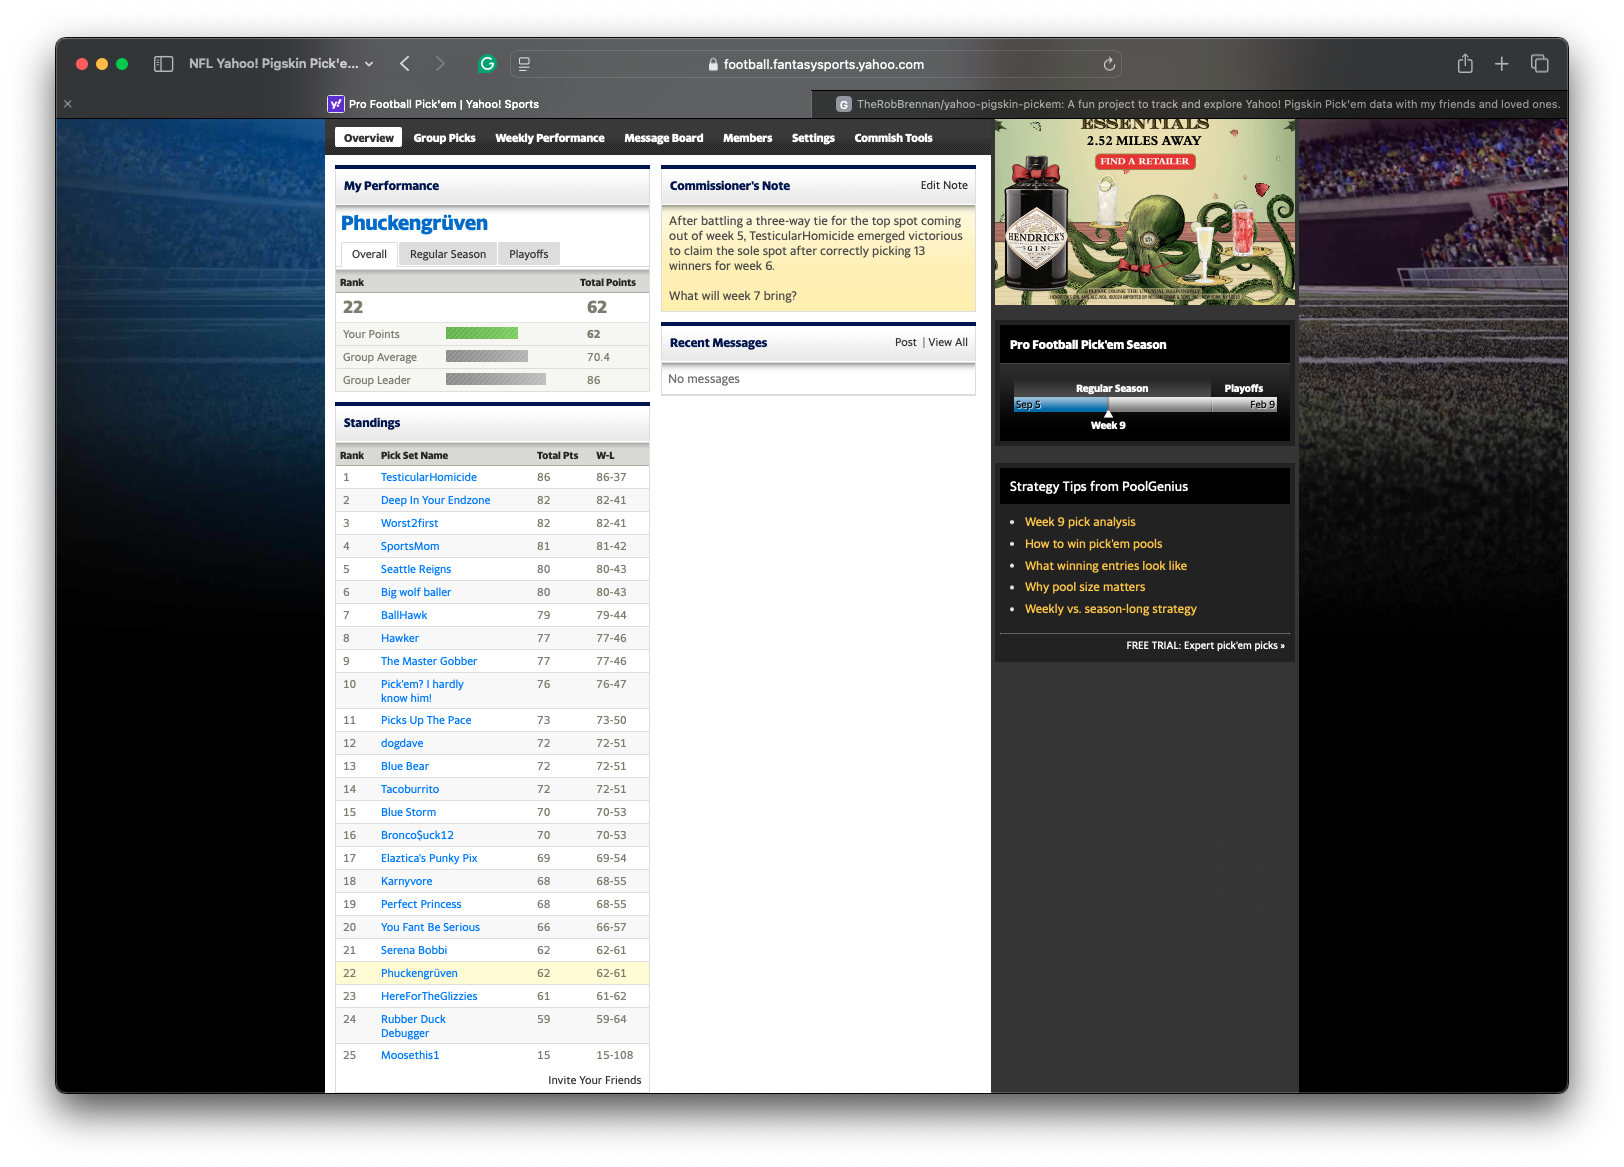 NFL Yahoo! Pigskin Pick'e...
football.fantasysports.yahoo.com
Pro Football Pick'em | Yahoo! Sports
TheRobBrennan/yahoo-pigskin-pickem: A fun project to track and explore Yahoo! Pigskin Pick'em data with my friends and loved ones.
Overview Group Picks Weekly Performance Message Board Members Settings Commish Tools
My Performance
Phuckengrüven
Overall Regular Season Playoffs
Rank Total Points
22 62
Your Points 62
Group Average 70.4
Group Leader 86
Standings
Rank Pick Set Name Total Pts W-L
1 TesticularHomicide 86 86-37
2 Deep In Your Endzone 82 82-41
3 Worst2first 82 82-41
4 SportsMom 81 81-42
5 Seattle Reigns 80 80-43
6 Big wolf baller 80 80-43
7 BallHawk 79 79-44
8 Hawker 77 77-46
9 The Master Gobber 77 77-46
10 Pick'em? I hardly 76 76-47
know him!
11 Picks Up The Pace 73 73-50
12 dogdave 72 72-51
13 Blue Bear 72 72-51
14 Tacoburrito 72 72-51
15 Blue Storm 70 70-53
16 Bronco$uck12 70 70-53
17 Elaztica's Punky Pix 69 69-54
18 Karnyvore 68 68-55
19 Perfect Princess 68 68-55
20 You Fant Be Serious 66 66-57
21 Serena Bobbi 62 62-61
22 Phuckengrüven 62 62-61
23 HereForTheGlizzies 61 61-62
24 Rubber Duck 59 59-64
Debugger
25 Moosethis1 15 15-108
Invite Your Friends
Commissioner's Note Edit Note
After battling a three-way tie for the top spot coming
out of week 5, TesticularHomicide emerged victorious
to claim the sole spot after correctly picking 13
winners for week 6.
What will week 7 bring?
Recent Messages Post | View All
No messages
ESSENTIALS
2.52 MILES AWAY
FIND A RETAILER
HENDRICK'S
GIN
PLEASE DRINK THE UNUSUAL RESPONSIBLY
Pro Football Pick'em Season
Regular Season Playoffs
Sep 5 Feb 9
Week 9
Strategy Tips from PoolGenius
• Week 9 pick analysis
• How to win pick'em pools
• What winning entries look like
• Why pool size matters
• Weekly vs. season-long strategy
FREE TRIAL: Expert pick'em picks »